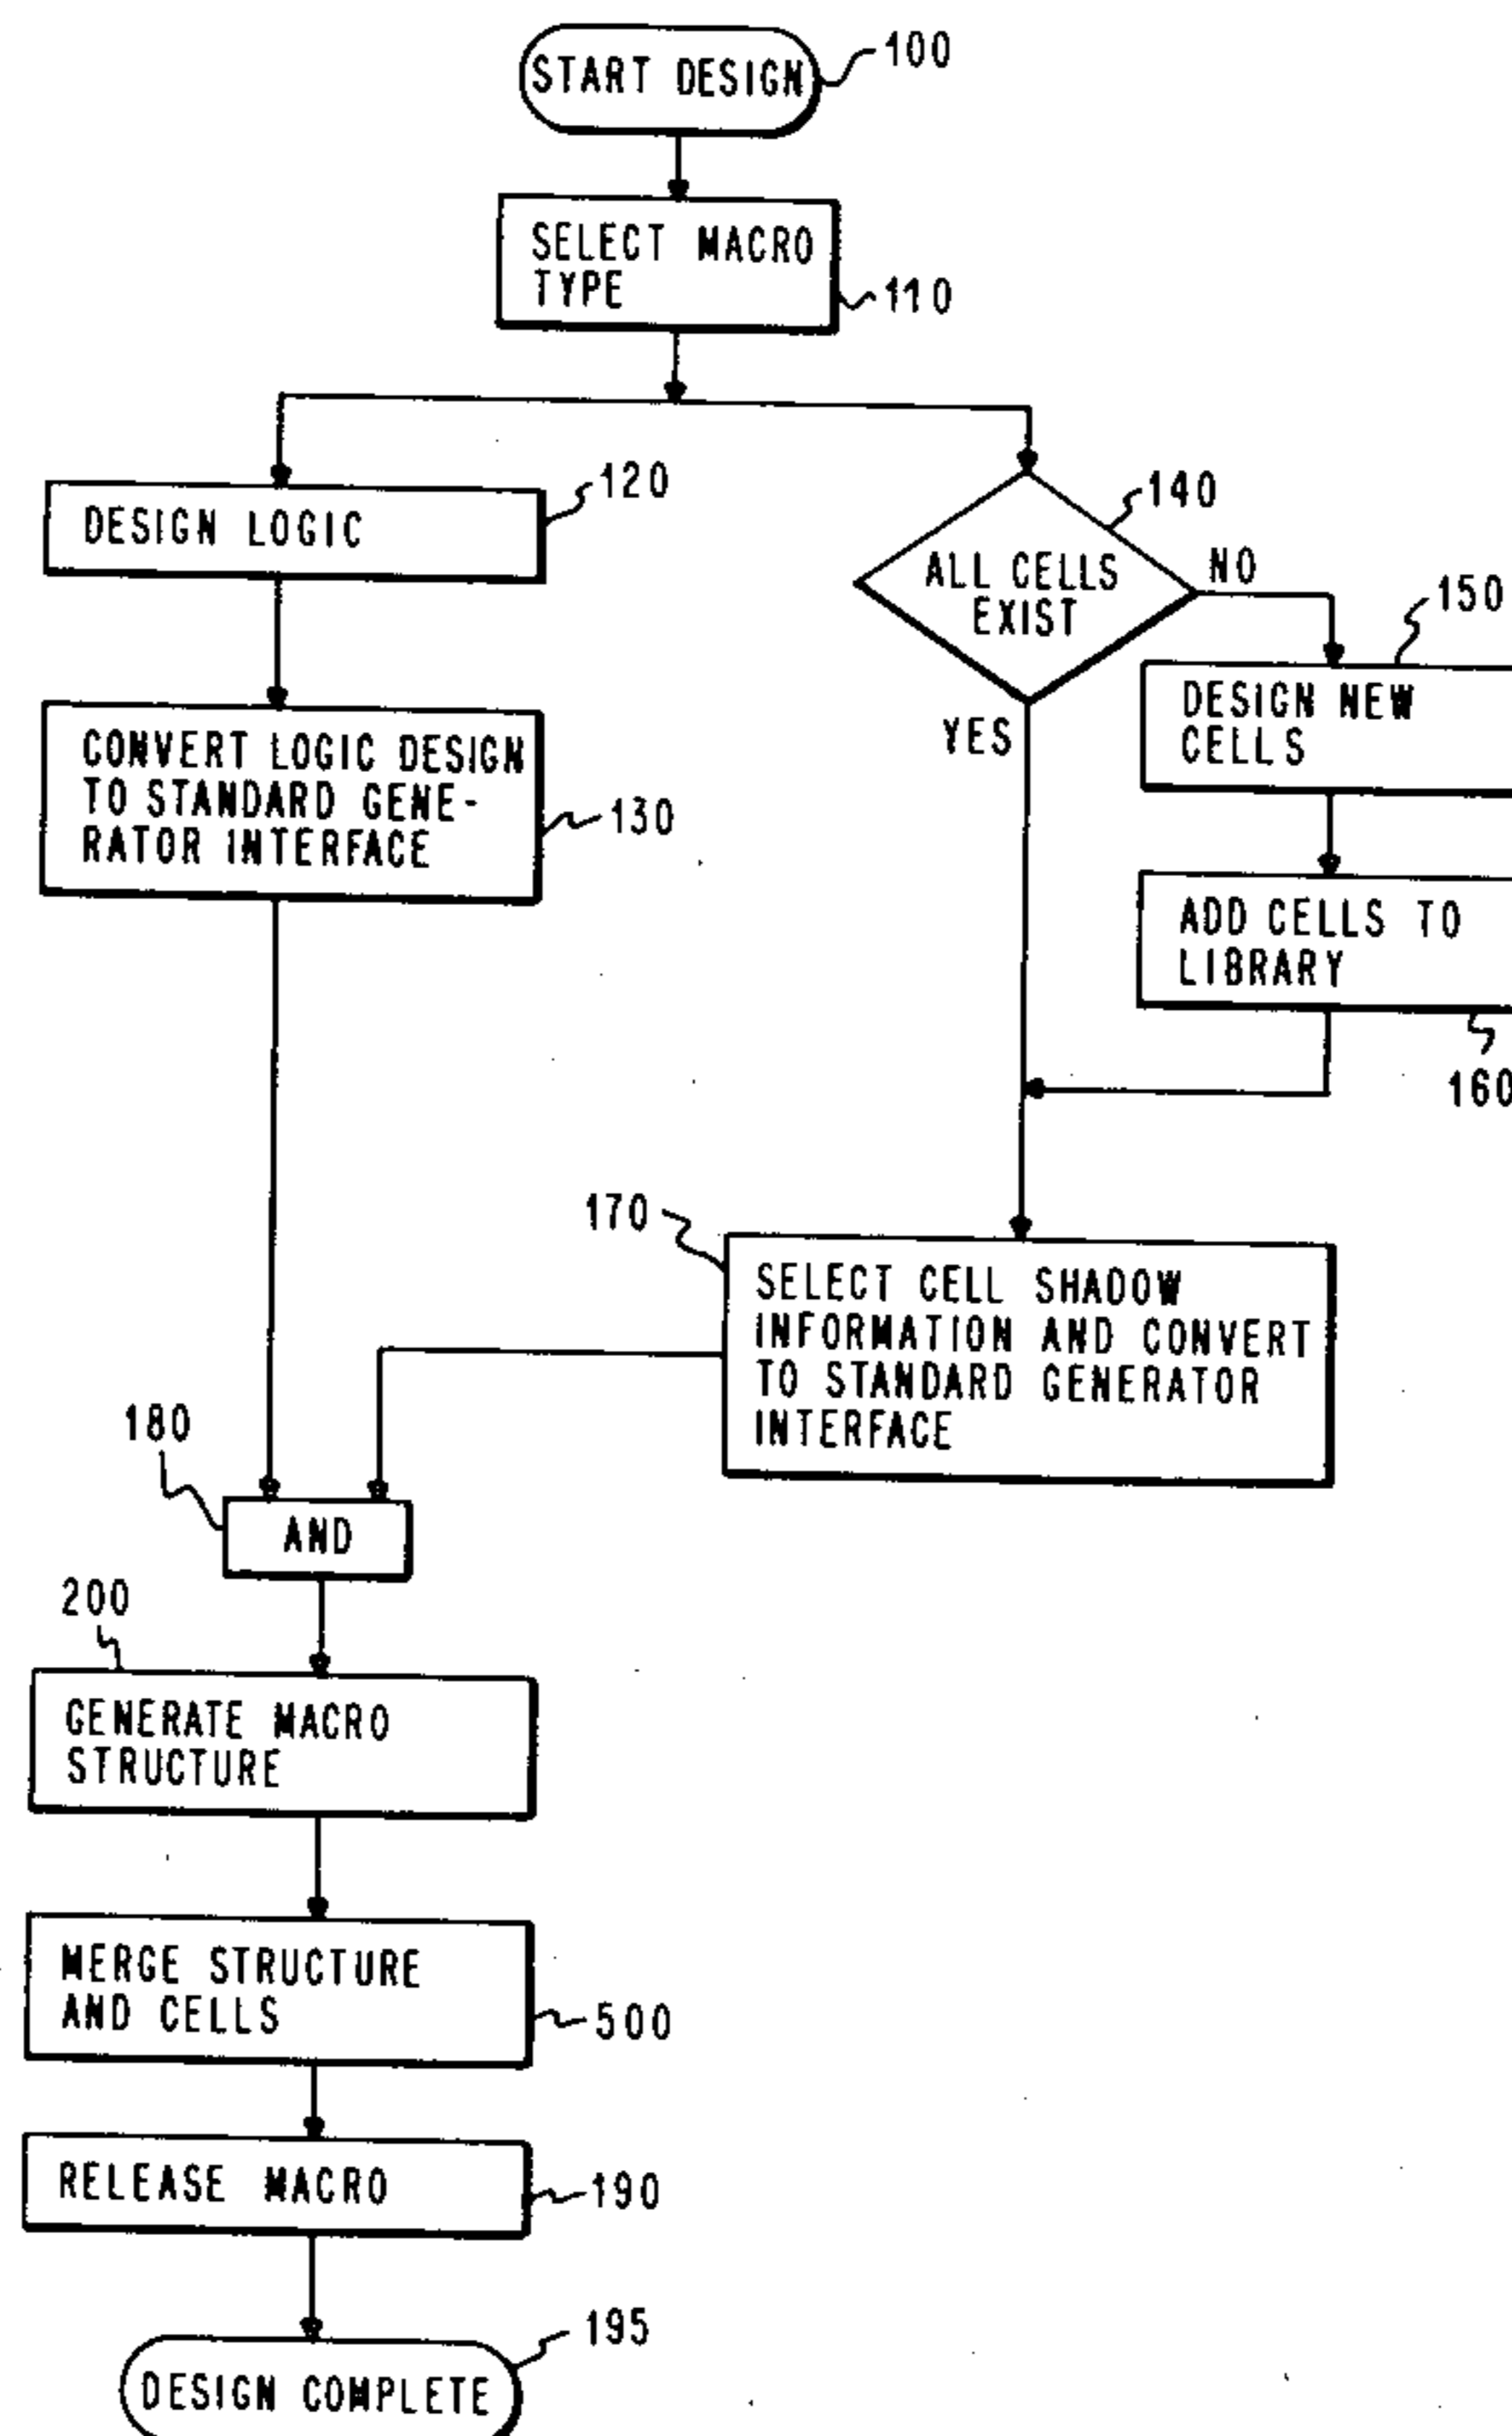 START DESIGN
100
SELECT MACRO
TYPE
110
DESIGN LOGIC
120
ALL CELLS
EXIST
140
NO
YES
150
DESIGN NEW
CELLS
CONVERT LOGIC DESIGN
TO STANDARD GENE-
RATOR INTERFACE
130
ADD CELLS TO
LIBRARY
160
170
SELECT CELL SHADOW
INFORMATION AND CONVERT
TO STANDARD GENERATOR
INTERFACE
180
AND
200
GENERATE MACRO
STRUCTURE
MERGE STRUCTURE
AND CELLS
500
RELEASE MACRO
190
195
DESIGN COMPLETE